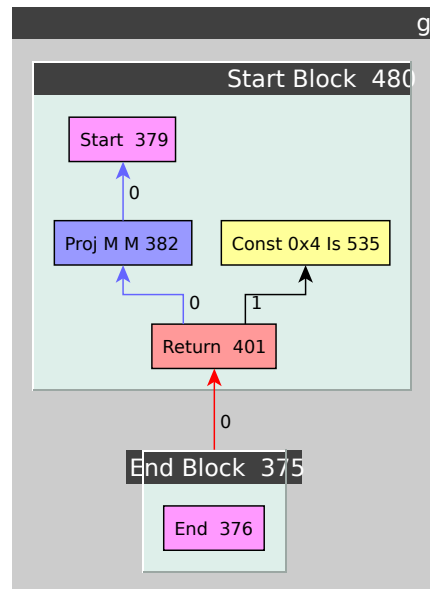 g
Start Block 480
Start 379
0
Proj M M 382
Const 0x4 Is 535
0
1
Return 401
0
End Block 375
End 376